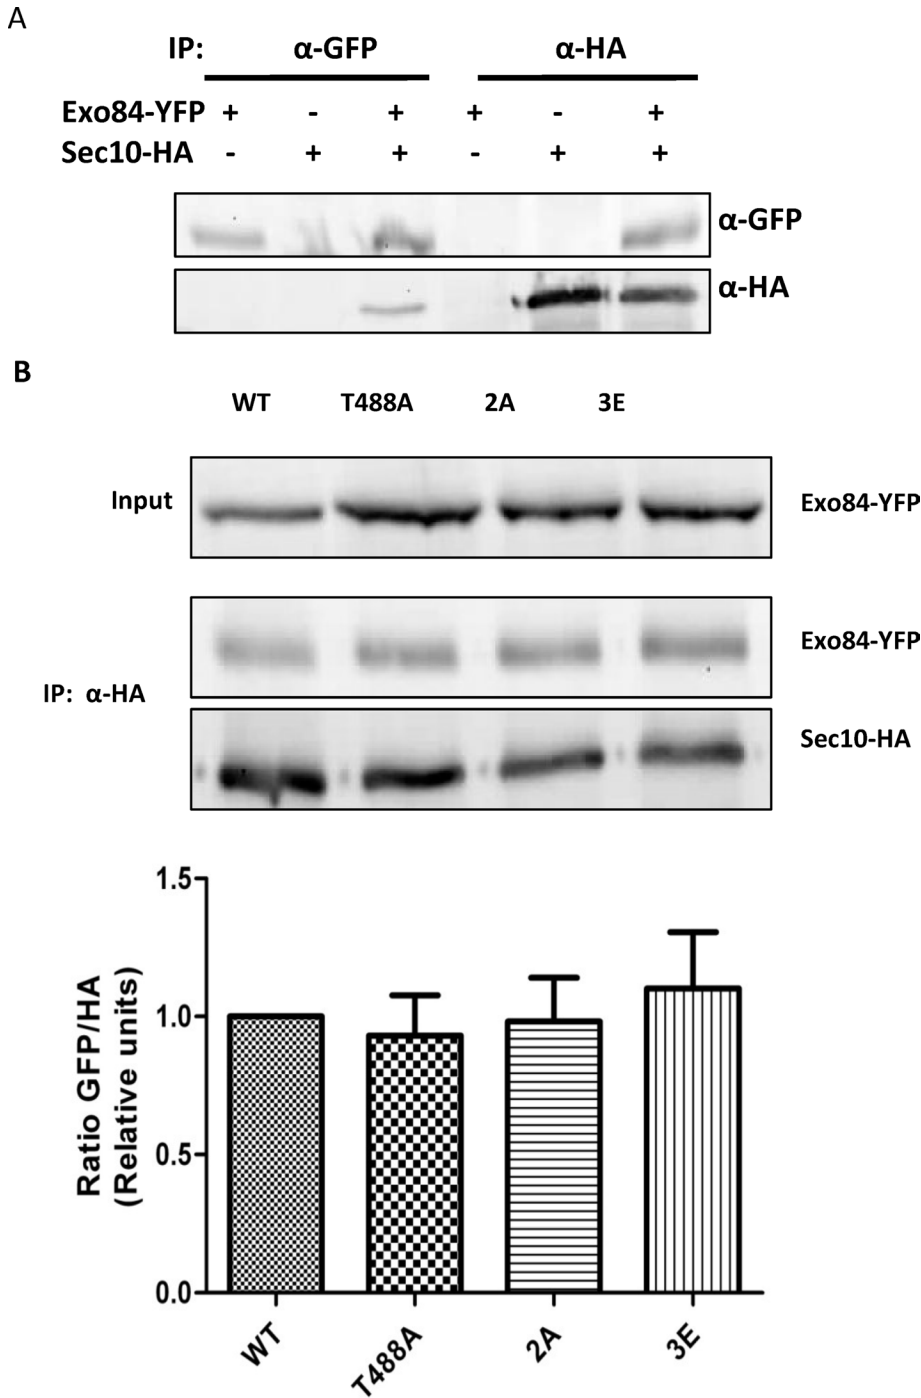 A
IP: α-GFP α-HA
Exo84-YFP + - + + - +
Sec10-HA - + + - + +
α-GFP
α-HA
B
WT T488A 2A 3E
Input Exo84-YFP
Exo84-YFP
IP: α-HA
Sec10-HA
1.5
1.0
0.5
0.0
Ratio GFP/HA
(Relative units)
WT T488A 2A 3E